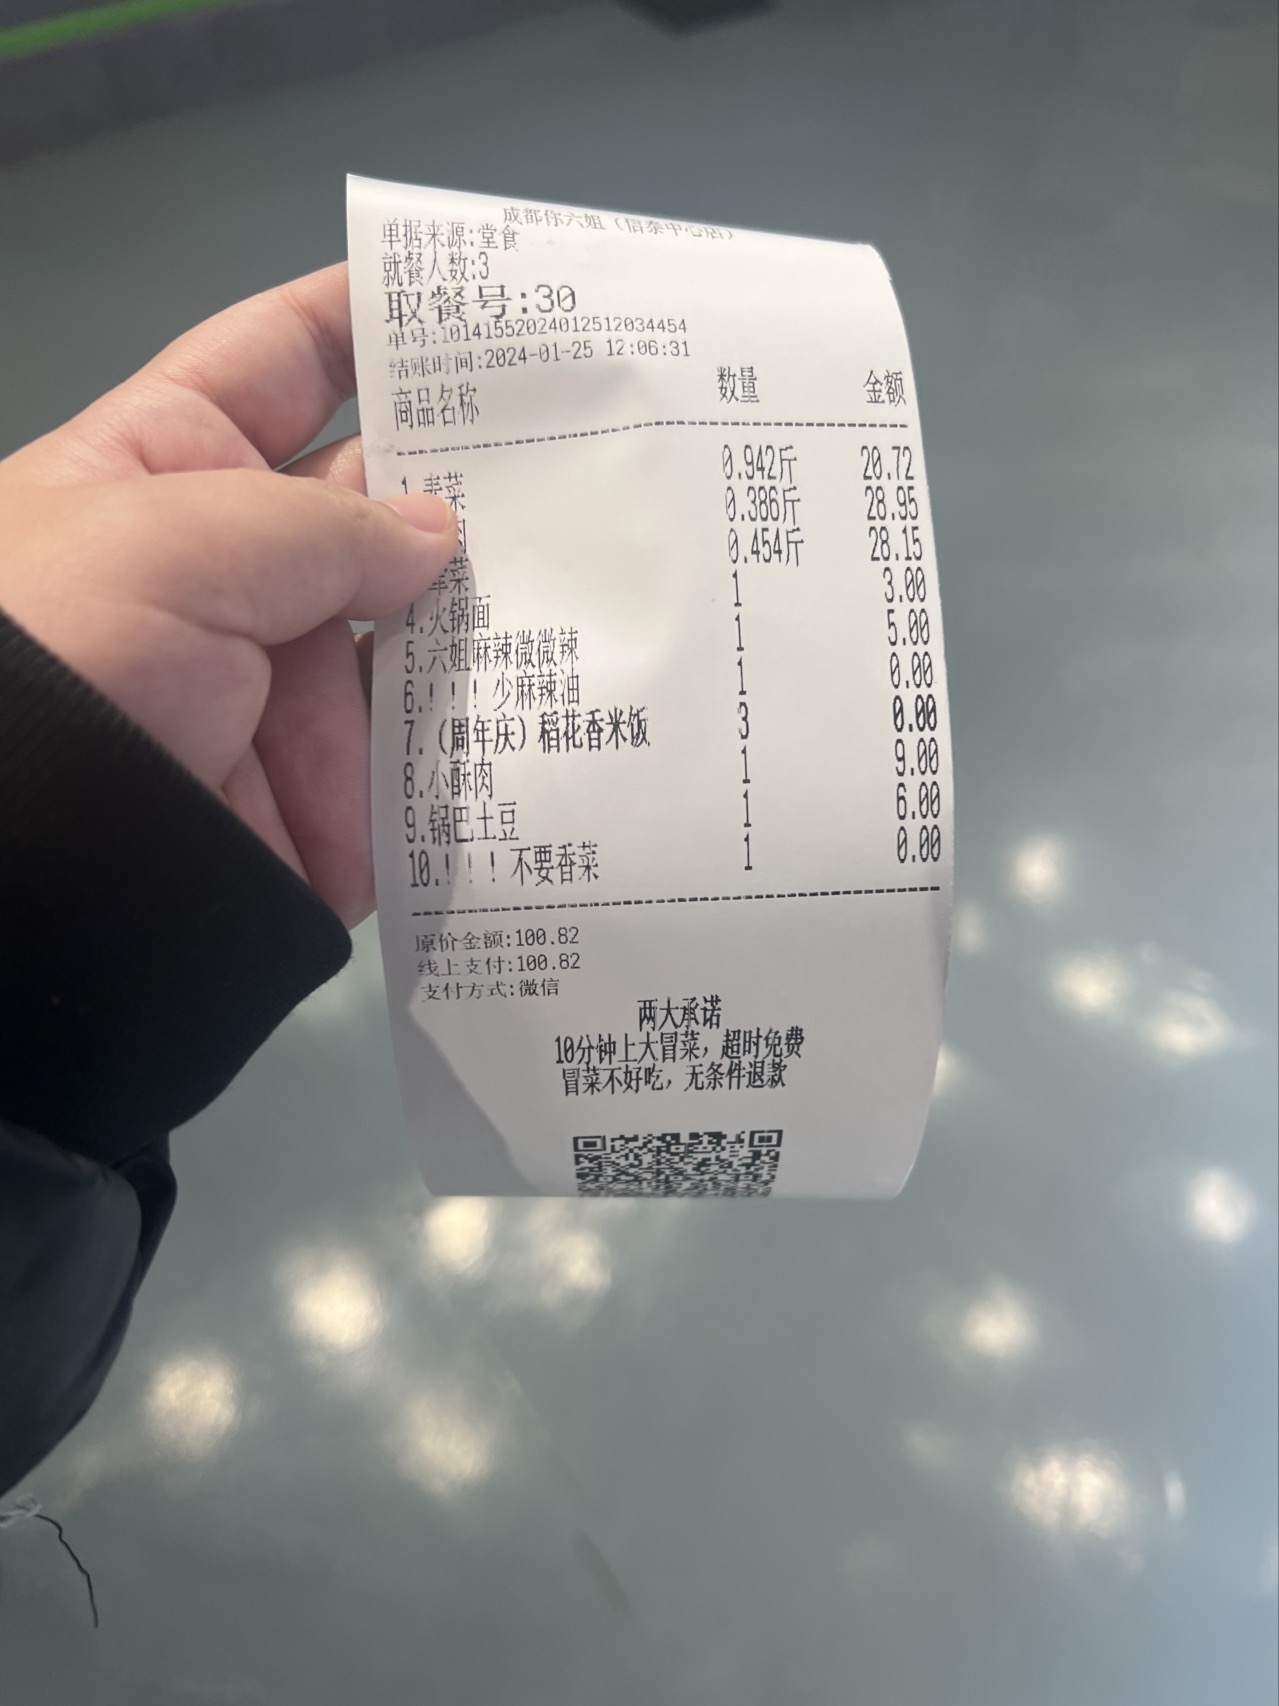 成都你六姐（信泰中心店）
单据来源:堂食
就餐人数:3
取餐号:30
单号:10141552024012512034454
结账时间:2024-01-25 12:06:31
商品名称 数量 金额
1.素菜 0.942斤 20.72
肉 0.386斤 28.95
荤菜 0.454斤 28.15
4.火锅面 1 3.00
5.六姐麻辣微微辣 1 5.00
6.！！！少麻辣油 1 0.00
7.（周年庆）稻花香米饭 3 0.00
8.小酥肉 1 9.00
9.锅巴土豆 1 6.00
10.！！！不要香菜 1 0.00
原价金额:100.82
线上支付:100.82
支付方式:微信
两大承诺
10分钟上大冒菜，超时免费
冒菜不好吃，无条件退款